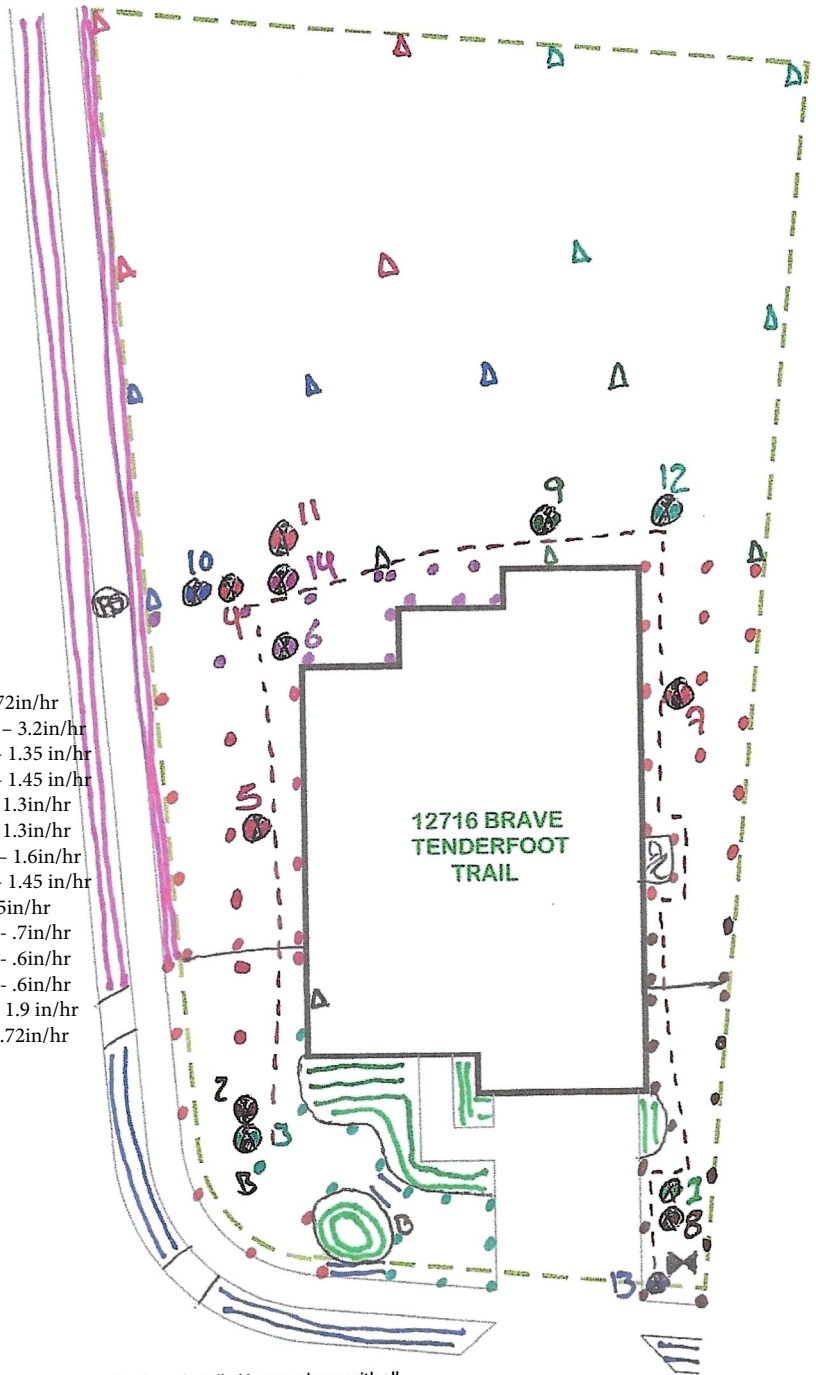 11
9
12
10
14
4
6
BS
7
72in/hr
– 3.2in/hr
- 1.35 in/hr
- 1.45 in/hr
1.3in/hr
1.3in/hr
– 1.6in/hr
- 1.45 in/hr
5in/hr
- .7in/hr
- .6in/hr
- .6in/hr
1.9 in/hr
.72in/hr
5
12716 BRAVE
TENDERFOOT
TRAIL
2
B
B
B
1
8
13